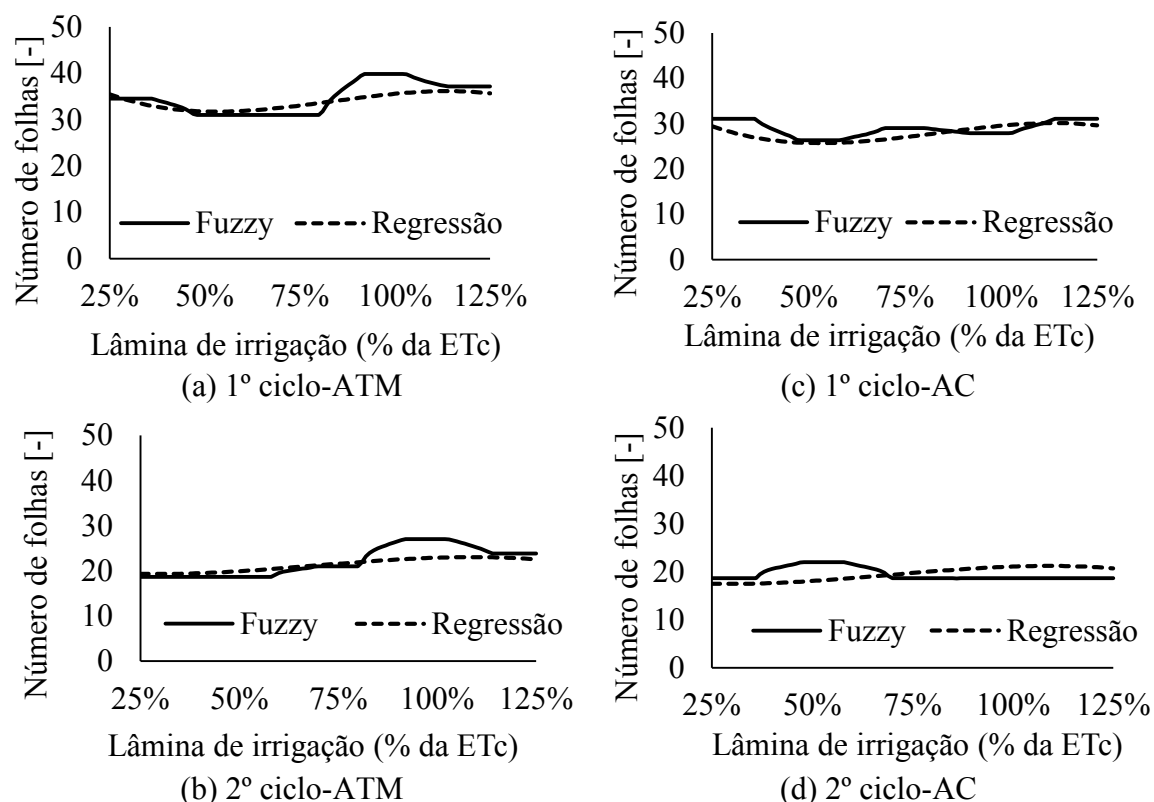 Número de folhas [-]
50
40
30
20
10
0
Fuzzy Regressão
25% 50% 75% 100% 125%
Lâmina de irrigação (% da ETc)
(a) 1º ciclo-ATM
Número de folhas [-]
50
40
30
20
10
0
Fuzzy Regressão
25% 50% 75% 100% 125%
Lâmina de irrigação (% da ETc)
(c) 1º ciclo-AC
Número de folhas [-]
50
40
30
20
10
0
Fuzzy Regressão
25% 50% 75% 100% 125%
Lâmina de irrigação (% da ETc)
(b) 2º ciclo-ATM
Número de folhas [-]
50
40
30
20
10
0
Fuzzy Regressão
25% 50% 75% 100% 125%
Lâmina de irrigação (% da ETc)
(d) 2º ciclo-AC